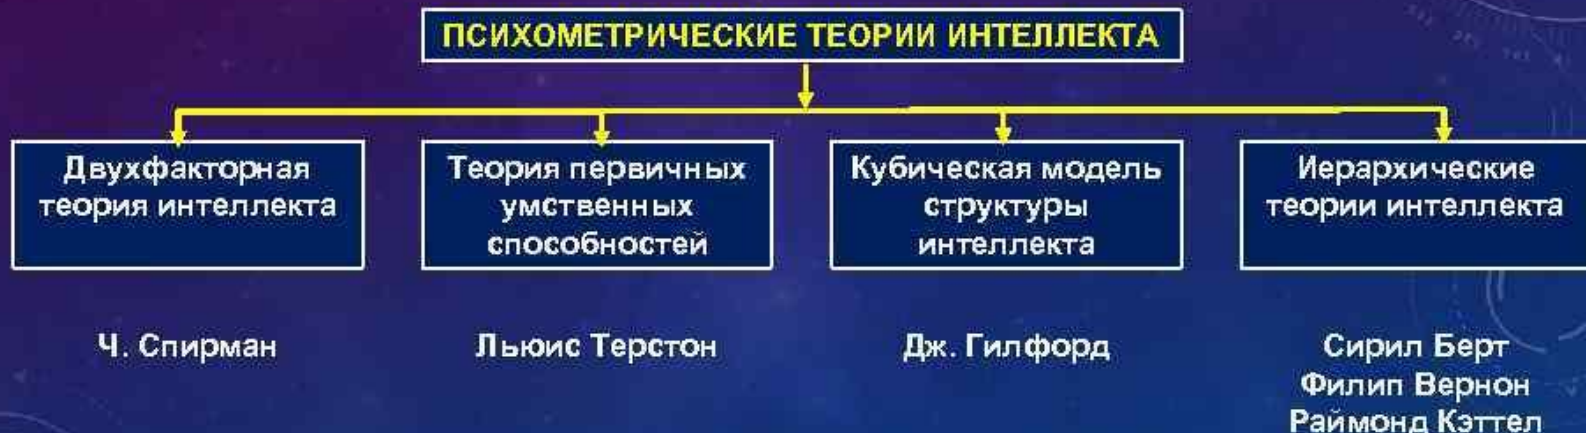 ПСИХОМЕТРИЧЕСКИЕ ТЕОРИИ ИНТЕЛЛЕКТА
Двухфакторная
теория интеллекта
Теория первичных
умственных
способностей
Кубическая модель
структуры
интеллекта
Иерархические
теории интеллекта
Ч. Спирман
Льюис Терстон
Дж. Гилфорд
Сирил Берт
Филип Вернон
Раймонд Кэттел